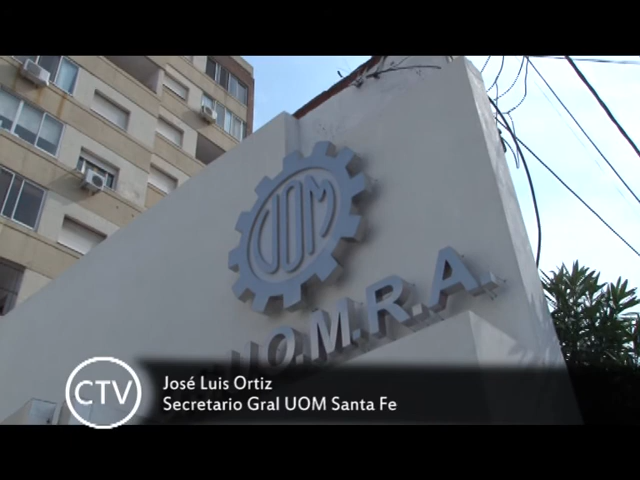 UOM
U.O.M.R.A.
CTV
José Luis Ortiz
Secretario Gral UOM Santa Fe